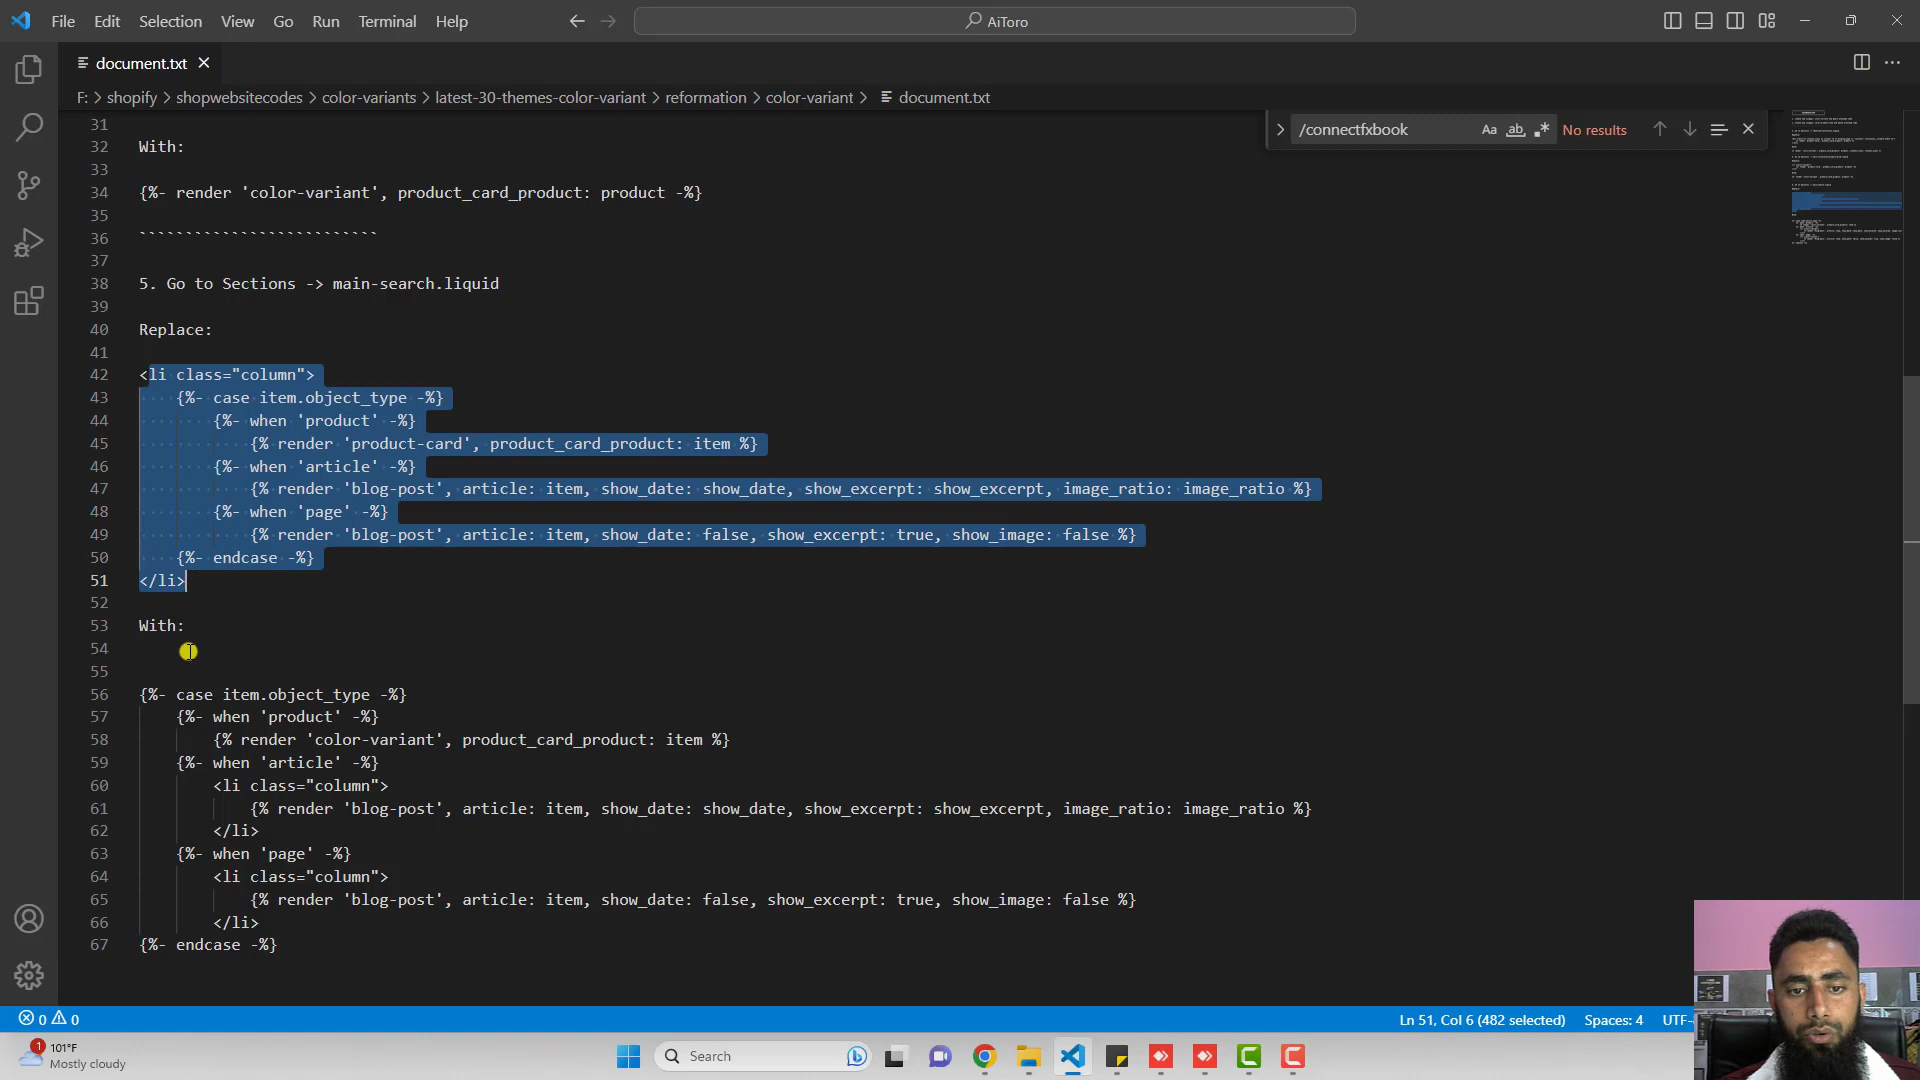 File Edit Selection View Go Run Terminal Help
AiToro
document.txt
F: > shopify > shopwebsitecodes > color-variants > latest-30-themes-color-variant > reformation > color-variant > document.txt
/connectfxbook
Aa
ab
No results
31
32 With:
33
34 {%- render 'color-variant', product_card_product: product -%}
35
36 ``````````````````````````
37
38 5. Go to Sections -> main-search.liquid
39
40 Replace:
41
42 <li class="column">
43 {%- case item.object_type -%}
44 {%- when 'product' -%}
45 {% render 'product-card', product_card_product: item %}
46 {%- when 'article' -%}
47 {% render 'blog-post', article: item, show_date: show_date, show_excerpt: show_excerpt, image_ratio: image_ratio %}
48 {%- when 'page' -%}
49 {% render 'blog-post', article: item, show_date: false, show_excerpt: true, show_image: false %}
50 {%- endcase -%}
51 </li>
52
53 With:
54
55
56 {%- case item.object_type -%}
57 {%- when 'product' -%}
58 {% render 'color-variant', product_card_product: item %}
59 {%- when 'article' -%}
60 <li class="column">
61 {% render 'blog-post', article: item, show_date: show_date, show_excerpt: show_excerpt, image_ratio: image_ratio %}
62 </li>
63 {%- when 'page' -%}
64 <li class="column">
65 {% render 'blog-post', article: item, show_date: false, show_excerpt: true, show_image: false %}
66 </li>
67 {%- endcase -%}
0 0
Ln 51, Col 6 (482 selected)
Spaces: 4
UTF-
1
101°F
Mostly cloudy
Search